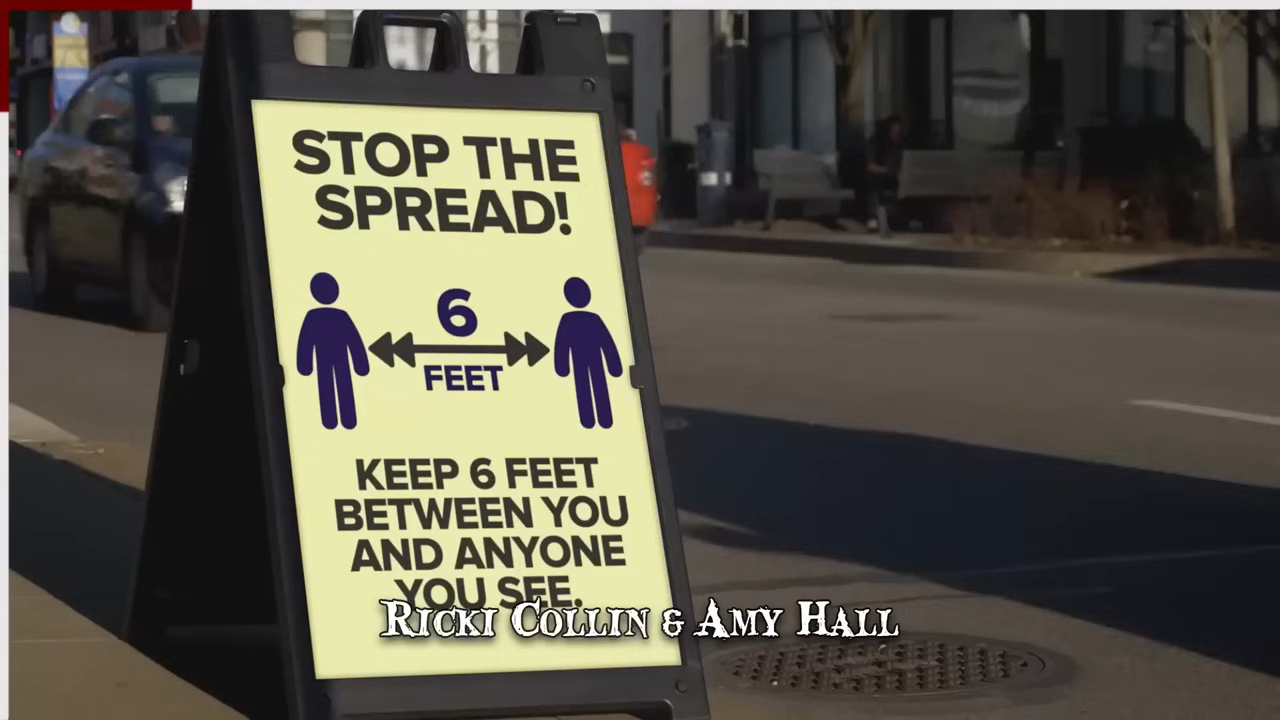 STOP THE
SPREAD!
6
FEET
KEEP 6 FEET
BETWEEN YOU
AND ANYONE
YOU SEE.
Ricki Collin & Amy Hall